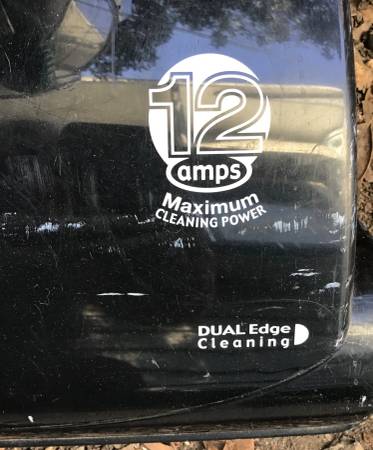 12
amps
Maximum
CLEANING POWER
DUAL Edge
Cleaning